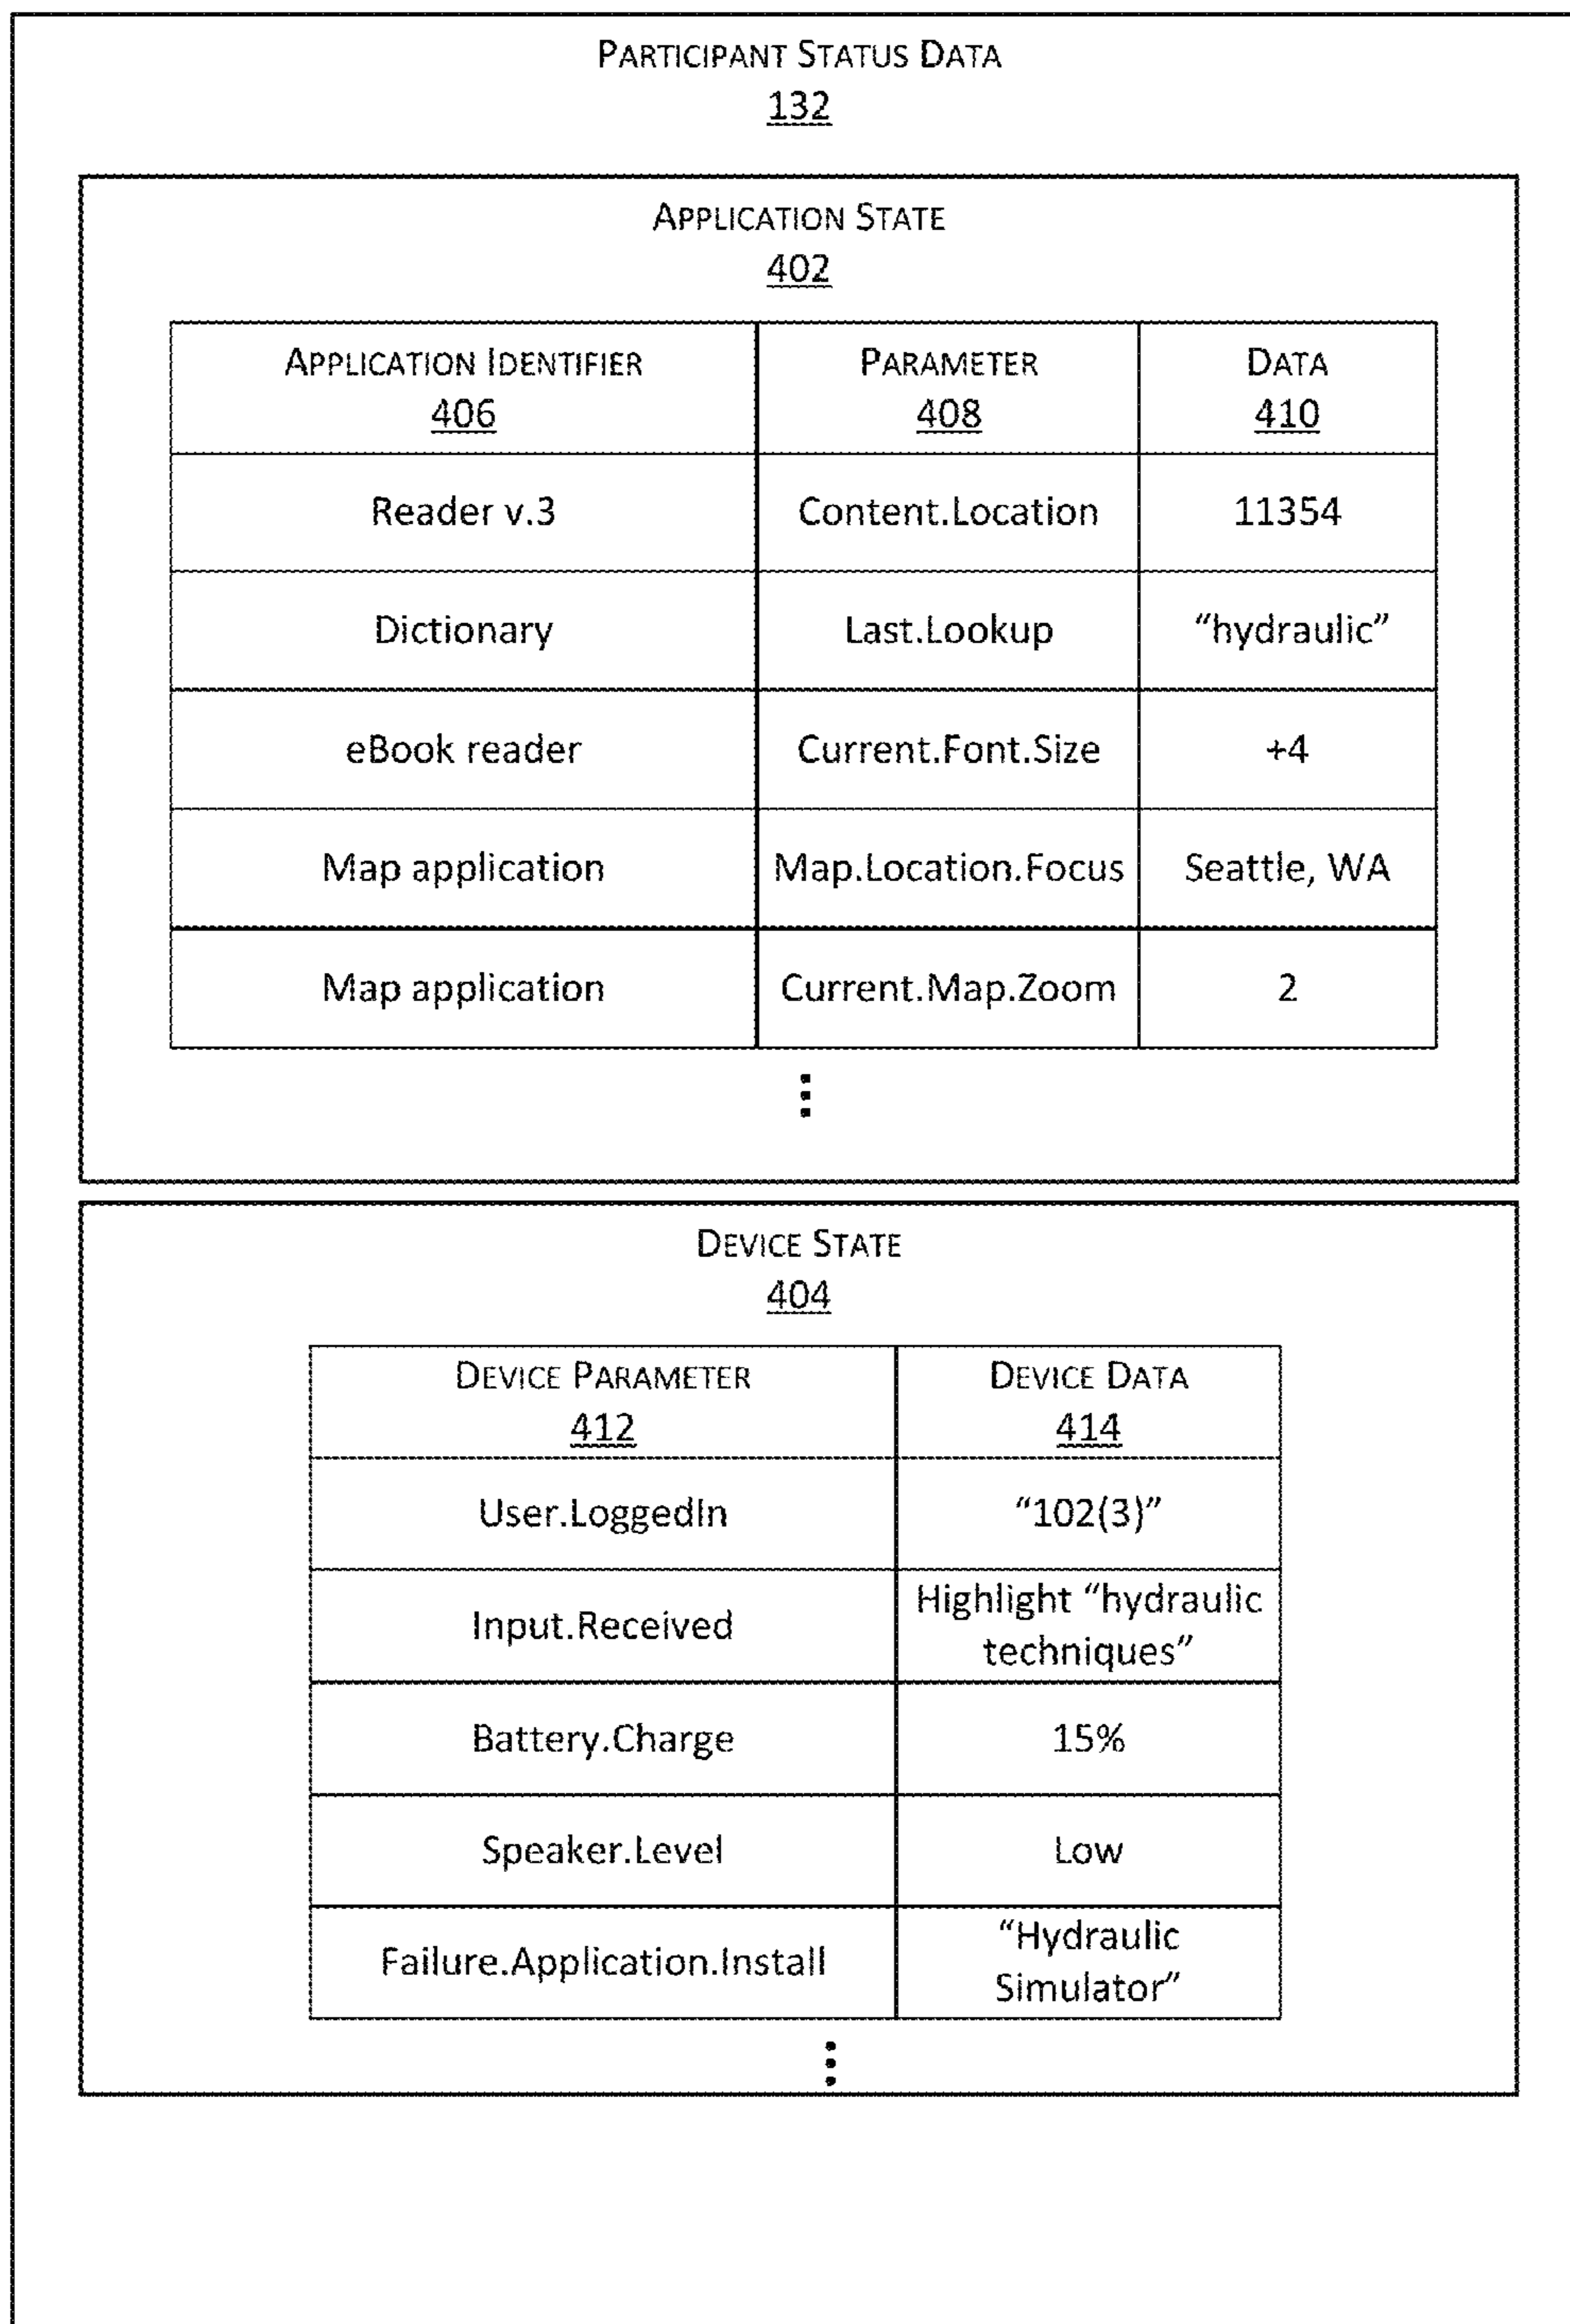 PARTICIPANT STATUS DATA
132
APPLICATION STATE
402
APPLICATION IDENTIFIER PARAMETER DATA
406 408 410
Reader v.3 Content.Location 11354
Dictionary Last.Lookup “hydraulic”
eBook reader Current.Font.Size +4
Map application Map.Location.Focus Seattle, WA
Map application Current.Map.Zoom 2
DEVICE STATE
404
DEVICE PARAMETER DEVICE DATA
412 414
User.LoggedIn “102(3)”
Input.Received Highlight “hydraulic
techniques”
Battery.Charge 15%
Speaker.Level Low
Failure.Application.Install “Hydraulic
Simulator”